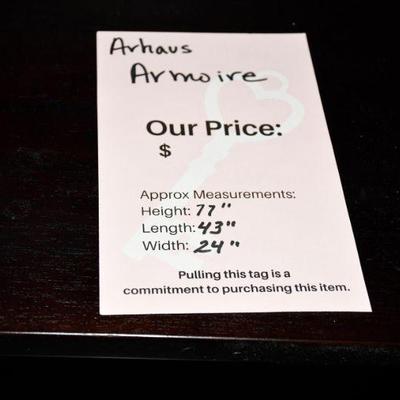 Arhaus
Armoire
Our Price:
$
Approx Measurements:
Height: 77"
Length: 43"
Width: 24"
Pulling this tag is a
commitment to purchasing this item.